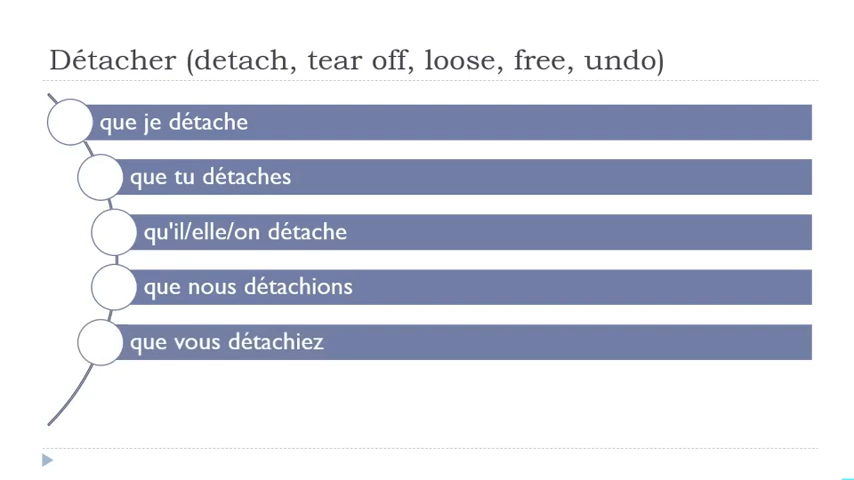 Détacher (detach, tear off, loose, free, undo)
que je détache
que tu détaches
qu'il/elle/on détache
que nous détachions
que vous détachiez